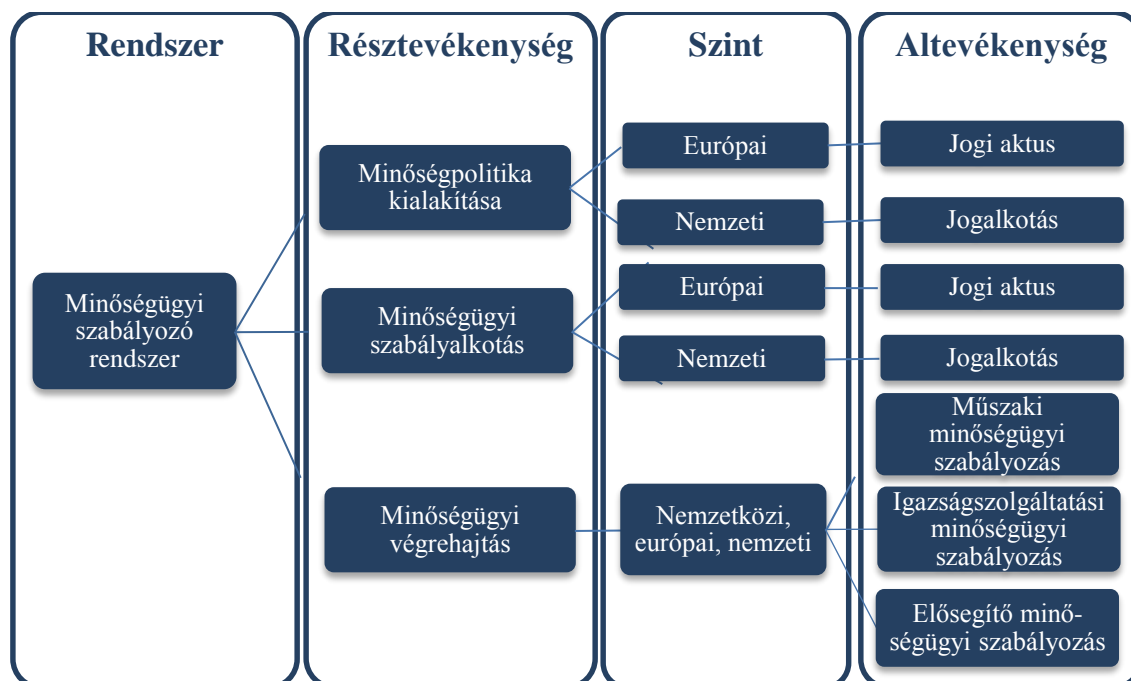 Rendszer
Résztevékenység
Szint
Altevékenység
Minőségügyi
szabályozó
rendszer
Minőségpolitika
kialakítása
Minőségügyi
szabályalkotás
Minőségügyi
végrehajtás
Európai
Nemzeti
Európai
Nemzeti
Nemzetközi,
európai, nemzeti
Jogi aktus
Jogalkotás
Jogi aktus
Jogalkotás
Műszaki
minőségügyi
szabályozás
Igazságszolgáltatási
minőségügyi
szabályozás
Elősegítő minő-
ségügyi szabályozás